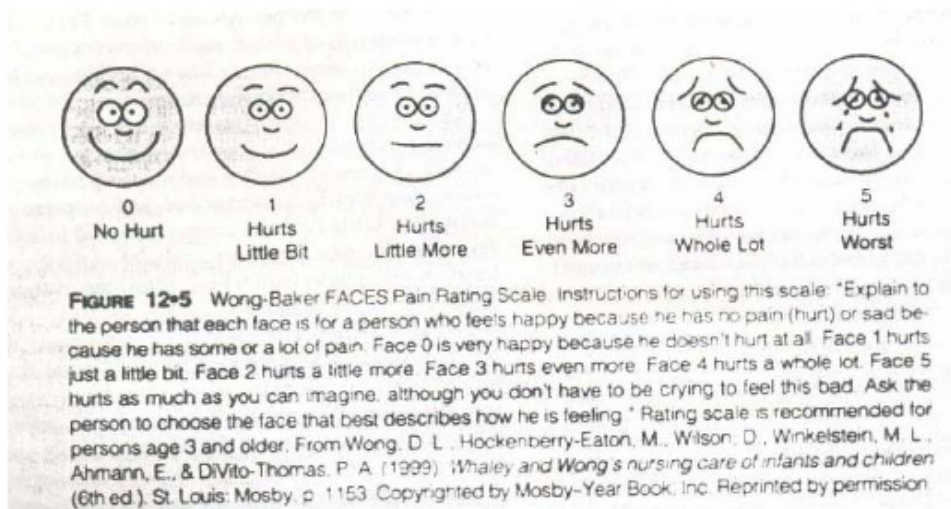 0 1 2 3 4 5
No Hurt Hurts Hurts Hurts Hurts Hurts
Little Bit Little More Even More Whole Lot Worst
FIGURE 12•5 Wong-Baker FACES Pain Rating Scale. Instructions for using this scale: "Explain to
the person that each face is for a person who feels happy because he has no pain (hurt) or sad be-
cause he has some or a lot of pain. Face 0 is very happy because he doesn't hurt at all. Face 1 hurts
just a little bit. Face 2 hurts a little more. Face 3 hurts even more. Face 4 hurts a whole lot. Face 5
hurts as much as you can imagine, although you don't have to be crying to feel this bad. Ask the
person to choose the face that best describes how he is feeling." Rating scale is recommended for
persons age 3 and older. From Wong, D. L., Hockenberry-Eaton, M., Wilson, D., Winkelstein, M. L.,
Ahmann, E., & DiVito-Thomas, P. A. (1999). Whaley and Wong's nursing care of infants and children
(6th ed.). St. Louis: Mosby, p. 1153. Copyrighted by Mosby–Year Book, Inc. Reprinted by permission.